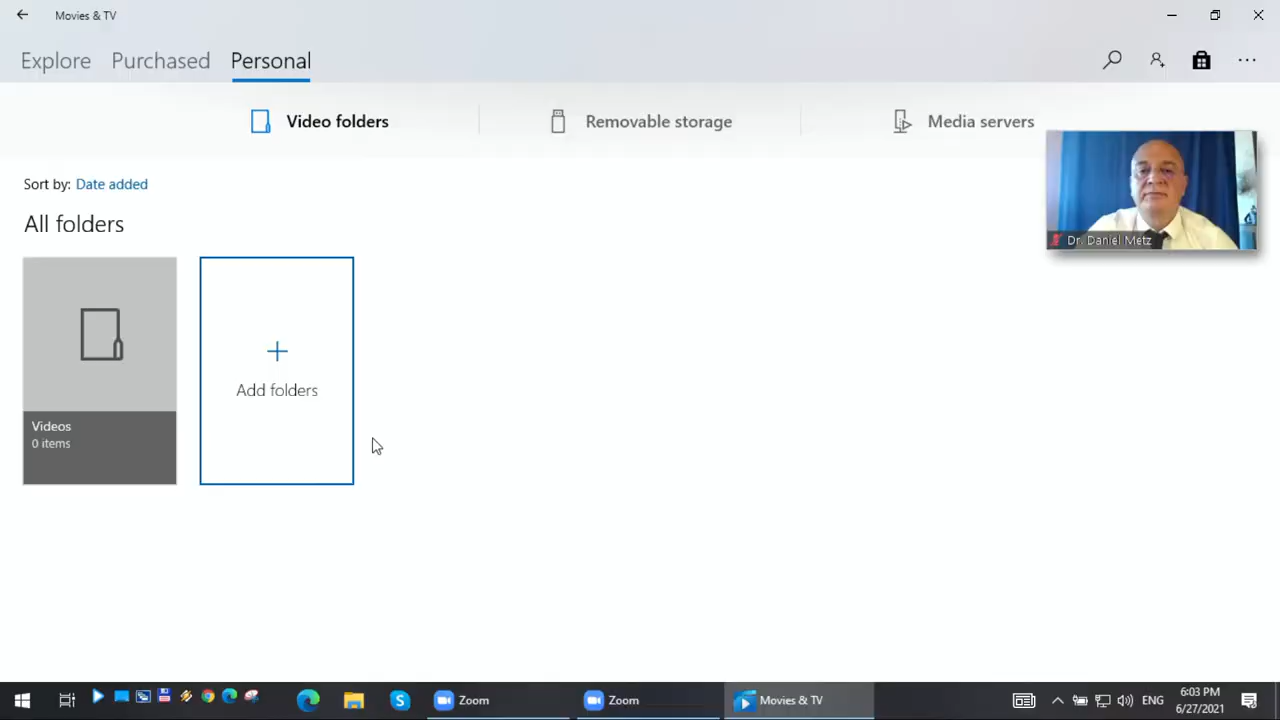 Movies & TV
Explore
Purchased
Personal
Video folders
Removable storage
Media servers
Sort by: Date added
All folders
Dr. Daniel Metz
Videos
0 items
Add folders
Zoom
Zoom
Movies & TV
ENG
6:03 PM
6/27/2021